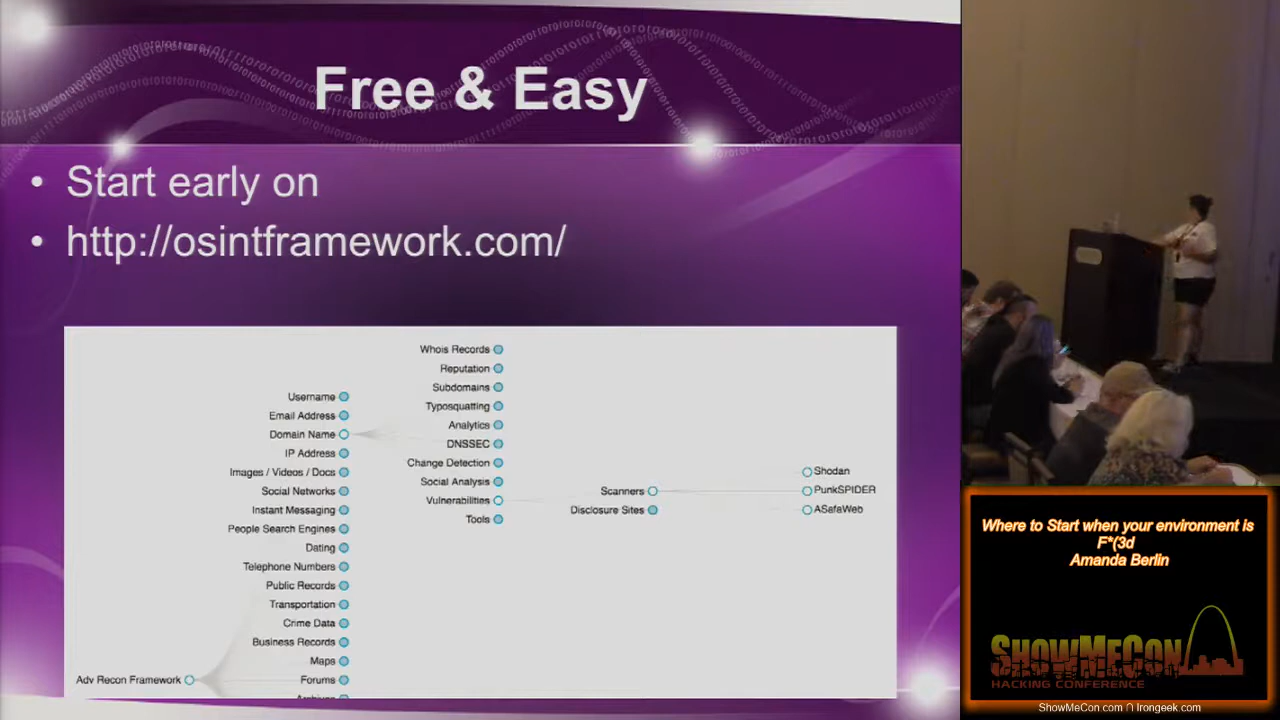 Free & Easy
• Start early on
• http://osintframework.com/
Whois Records
Reputation
Subdomains
Typosquatting
Analytics
DNSSEC
Change Detection
Social Analysis
Vulnerabilities
Tools
Username
Email Address
Domain Name
IP Address
Images / Videos / Docs
Social Networks
Instant Messaging
People Search Engines
Dating
Telephone Numbers
Public Records
Transportation
Crime Data
Business Records
Maps
Forums
Archives
Adv Recon Framework
Scanners
Disclosure Sites
Shodan
PunkSPIDER
ASafaWeb
Where to Start when your environment is
F*(3d
Amanda Berlin
SHOWMECON
HACKING CONFERENCE
ShowMeCon.com ∩ Irongeek.com